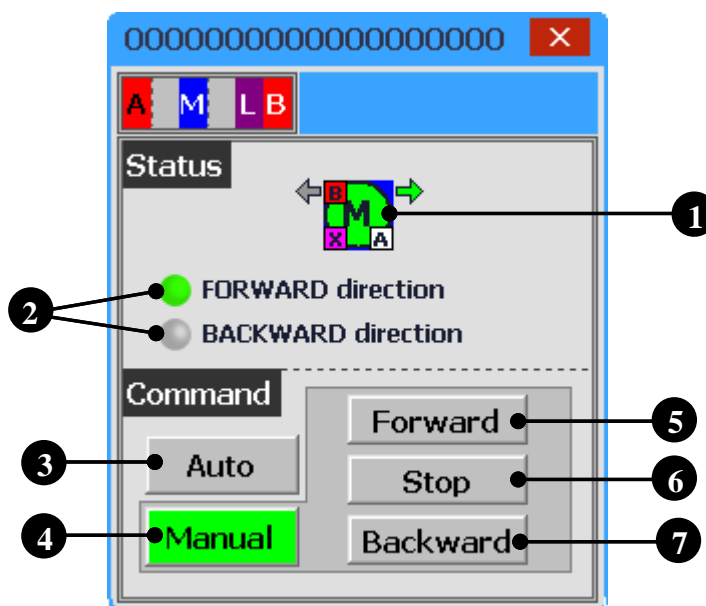 0000000000000000000 ×
A M L B
Status
B
M
X A
1
FORWARD direction
2
BACKWARD direction
Command
Forward 5
3 Auto
Stop 6
4 Manual
Backward 7